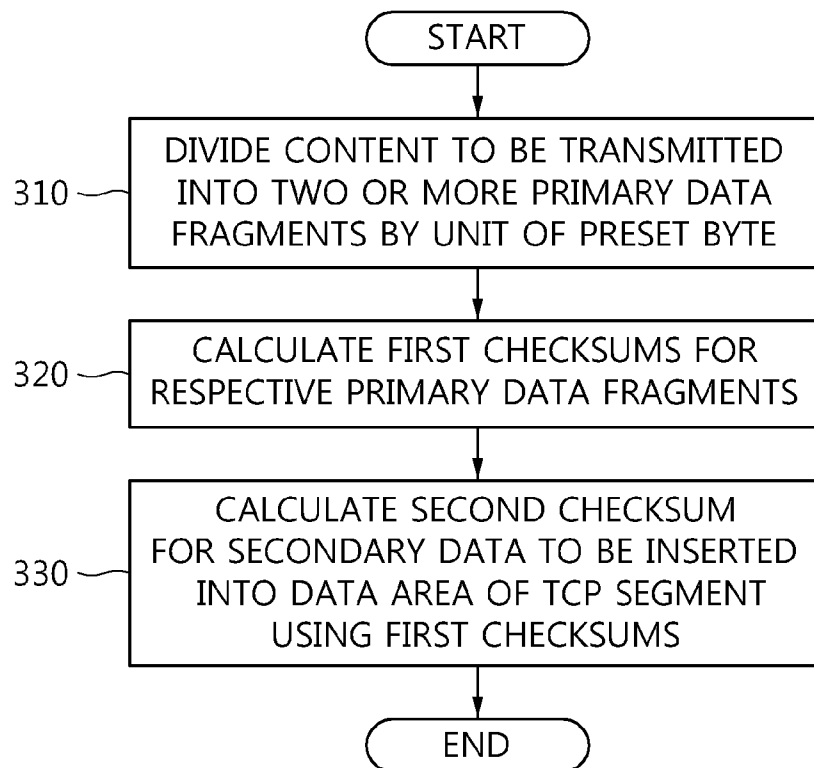 START
310
DIVIDE CONTENT TO BE TRANSMITTED
INTO TWO OR MORE PRIMARY DATA
FRAGMENTS BY UNIT OF PRESET BYTE
320
CALCULATE FIRST CHECKSUMS FOR
RESPECTIVE PRIMARY DATA FRAGMENTS
330
CALCULATE SECOND CHECKSUM
FOR SECONDARY DATA TO BE INSERTED
INTO DATA AREA OF TCP SEGMENT
USING FIRST CHECKSUMS
END